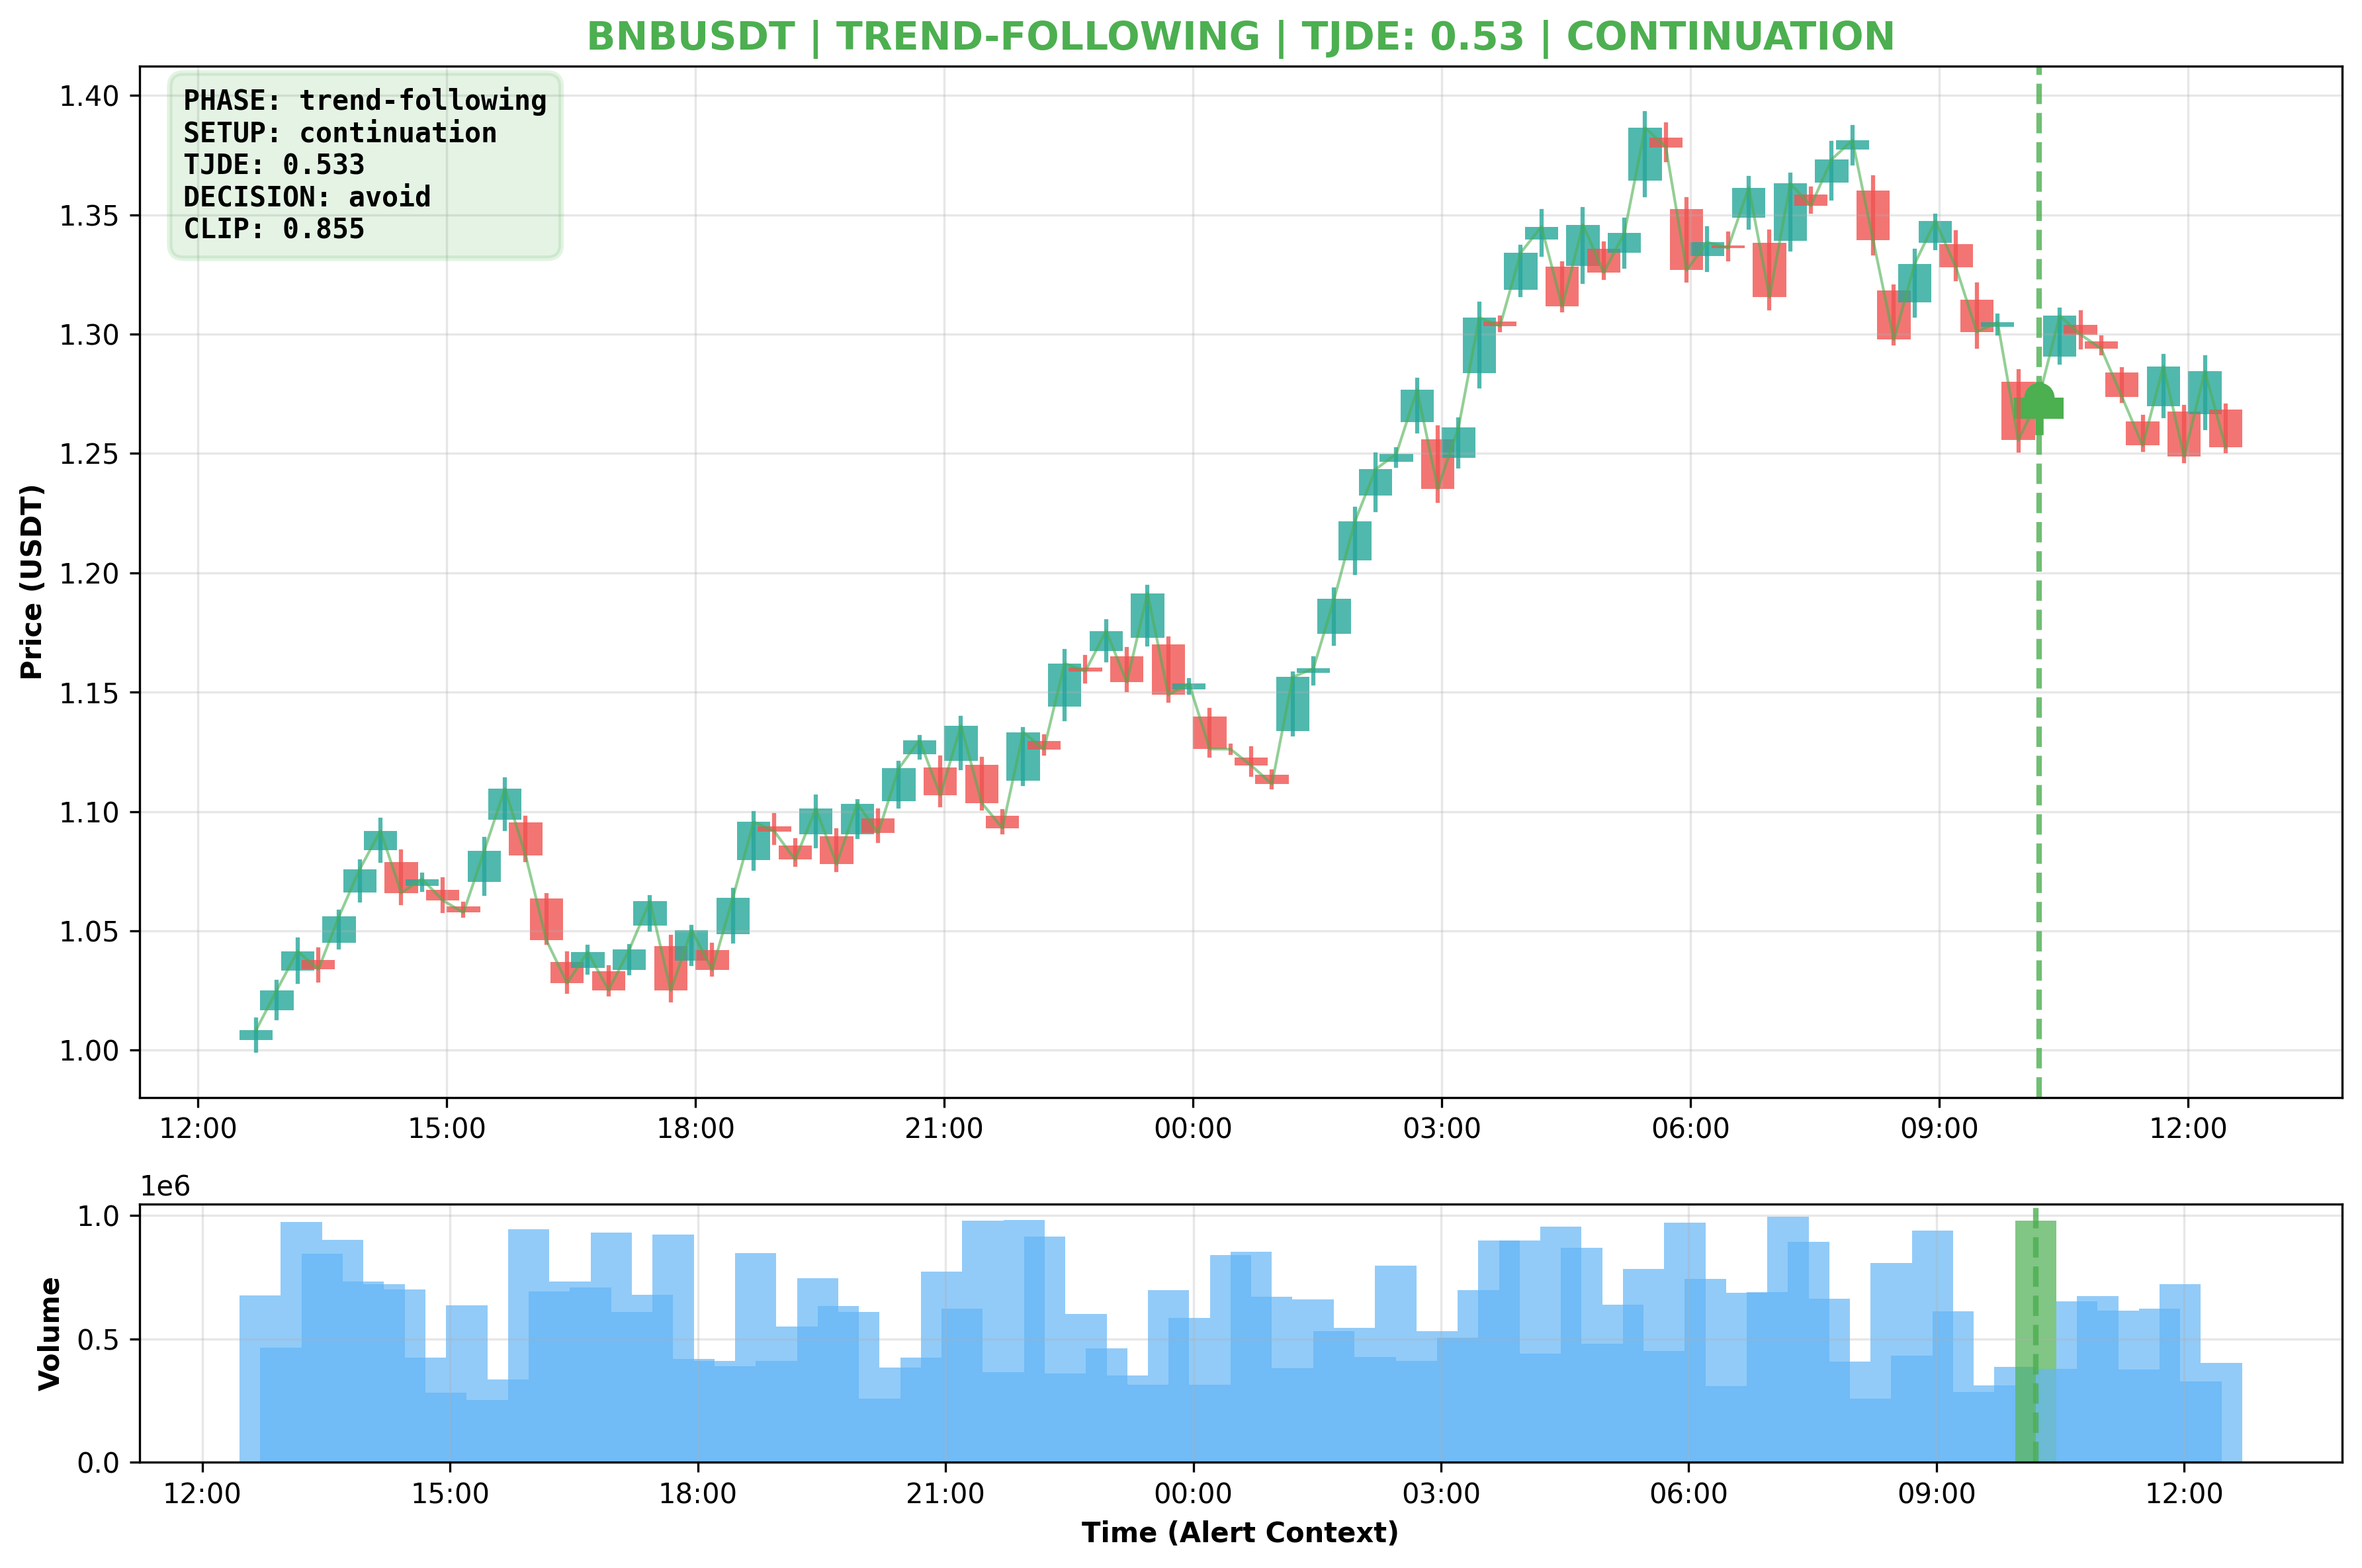 BNBUSDT | TREND-FOLLOWING | TJDE: 0.53 | CONTINUATION
PHASE: trend-following
SETUP: continuation
TJDE: 0.533
DECISION: avoid
CLIP: 0.855
Price (USDT)
1.40
1.35
1.30
1.25
1.20
1.15
1.10
1.05
1.00
12:00 15:00 18:00 21:00 00:00 03:00 06:00 09:00 12:00
1e6
Volume
1.0
0.5
0.0
12:00 15:00 18:00 21:00 00:00 03:00 06:00 09:00 12:00
Time (Alert Context)